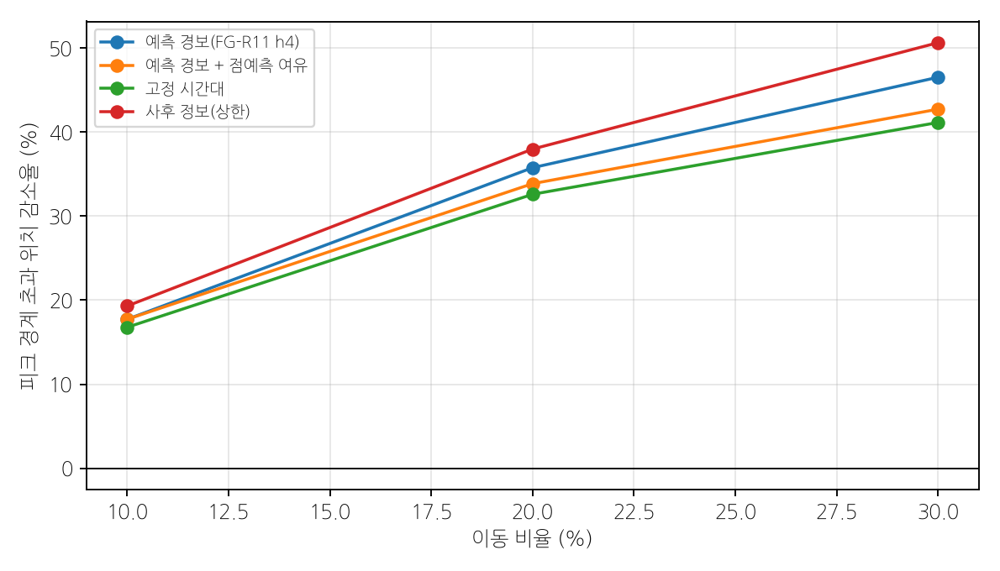 예측 경보(FG-R11 h4)
예측 경보 + 점예측 여유
고정 시간대
사후 정보(상한)
피크 경계 초과 위치 감소율 (%)
50
40
30
20
10
0
10.0 12.5 15.0 17.5 20.0 22.5 25.0 27.5 30.0
이동 비율 (%)